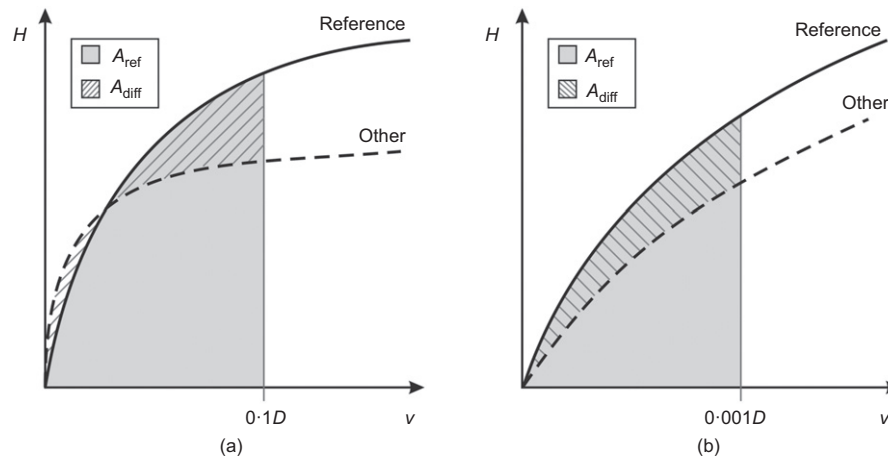 H
Reference
A_ref
A_diff
Other
0·1D
v
(a)
H
Reference
A_ref
A_diff
Other
0·001D
v
(b)